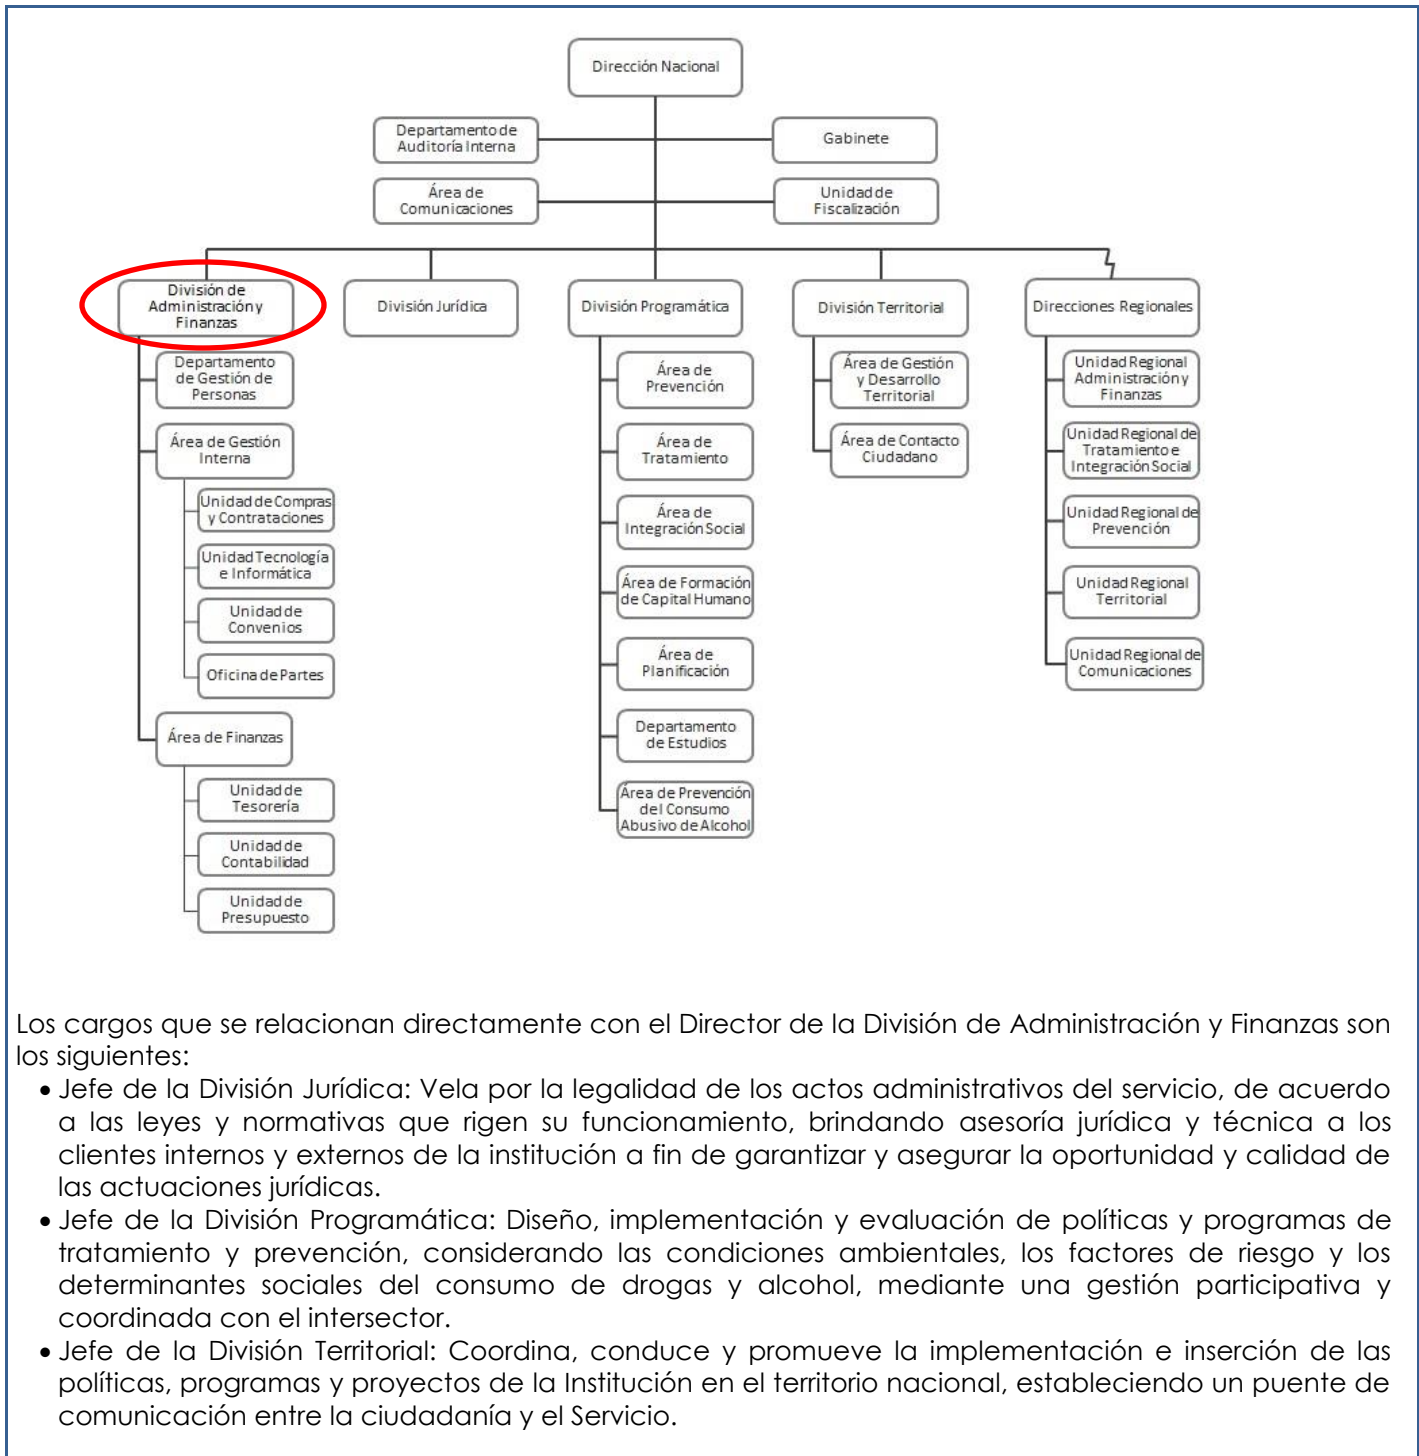 Dirección Nacional
Departamento de
Auditoría Interna
Gabinete
Área de
Comunicaciones
Unidad de
Fiscalización
División de
Administración y
Finanzas
División Jurídica
División Programática
División Territorial
Direcciones Regionales
Departamento
de Gestión de
Personas
Área de Gestión
Interna
Unidad de Compras
y Contrataciones
Unidad Tecnología
e Informática
Unidad de
Convenios
Oficina de Partes
Área de Finanzas
Unidad de
Tesorería
Unidad de
Contabilidad
Unidad de
Presupuesto
Área de
Prevención
Área de
Tratamiento
Área de
Integración Social
Área de Formación
de Capital Humano
Área de
Planificación
Departamento
de Estudios
Área de Prevención
del Consumo
Abusivo de Alcohol
Área de Gestión
y Desarrollo
Territorial
Área de Contacto
Ciudadano
Unidad Regional
Administración y
Finanzas
Unidad Regional de
Tratamiento e
Integración Social
Unidad Regional de
Prevención
Unidad Regional
Territorial
Unidad Regional de
Comunicaciones
Los cargos que se relacionan directamente con el Director de la División de Administración y Finanzas son
los siguientes:
• Jefe de la División Jurídica: Vela por la legalidad de los actos administrativos del servicio, de acuerdo
a las leyes y normativas que rigen su funcionamiento, brindando asesoría jurídica y técnica a los
clientes internos y externos de la institución a fin de garantizar y asegurar la oportunidad y calidad de
las actuaciones jurídicas.
• Jefe de la División Programática: Diseño, implementación y evaluación de políticas y programas de
tratamiento y prevención, considerando las condiciones ambientales, los factores de riesgo y los
determinantes sociales del consumo de drogas y alcohol, mediante una gestión participativa y
coordinada con el intersector.
• Jefe de la División Territorial: Coordina, conduce y promueve la implementación e inserción de las
políticas, programas y proyectos de la Institución en el territorio nacional, estableciendo un puente de
comunicación entre la ciudadanía y el Servicio.